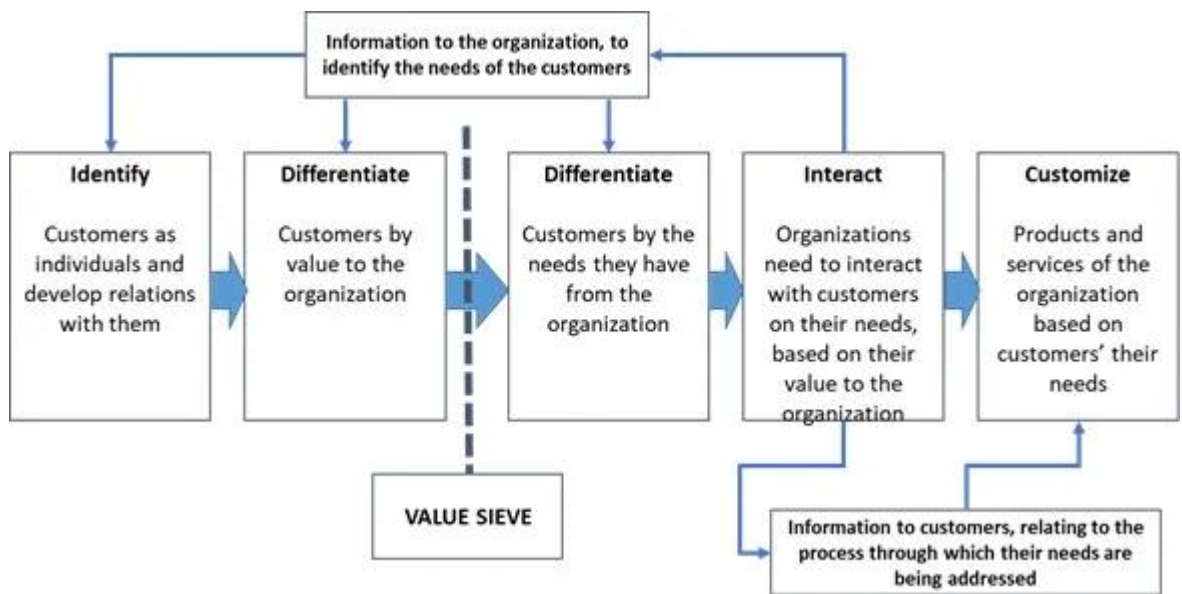 Information to the organization, to
identify the needs of the customers
Identify
Customers as
individuals and
develop relations
with them
Differentiate
Customers by
value to the
organization
Differentiate
Customers by the
needs they have
from the
organization
Interact
Organizations
need to interact
with customers
on their needs,
based on their
value to the
organization
Customize
Products and
services of the
organization
based on
customers’ their
needs
VALUE SIEVE
Information to customers, relating to the
process through which their needs are
being addressed